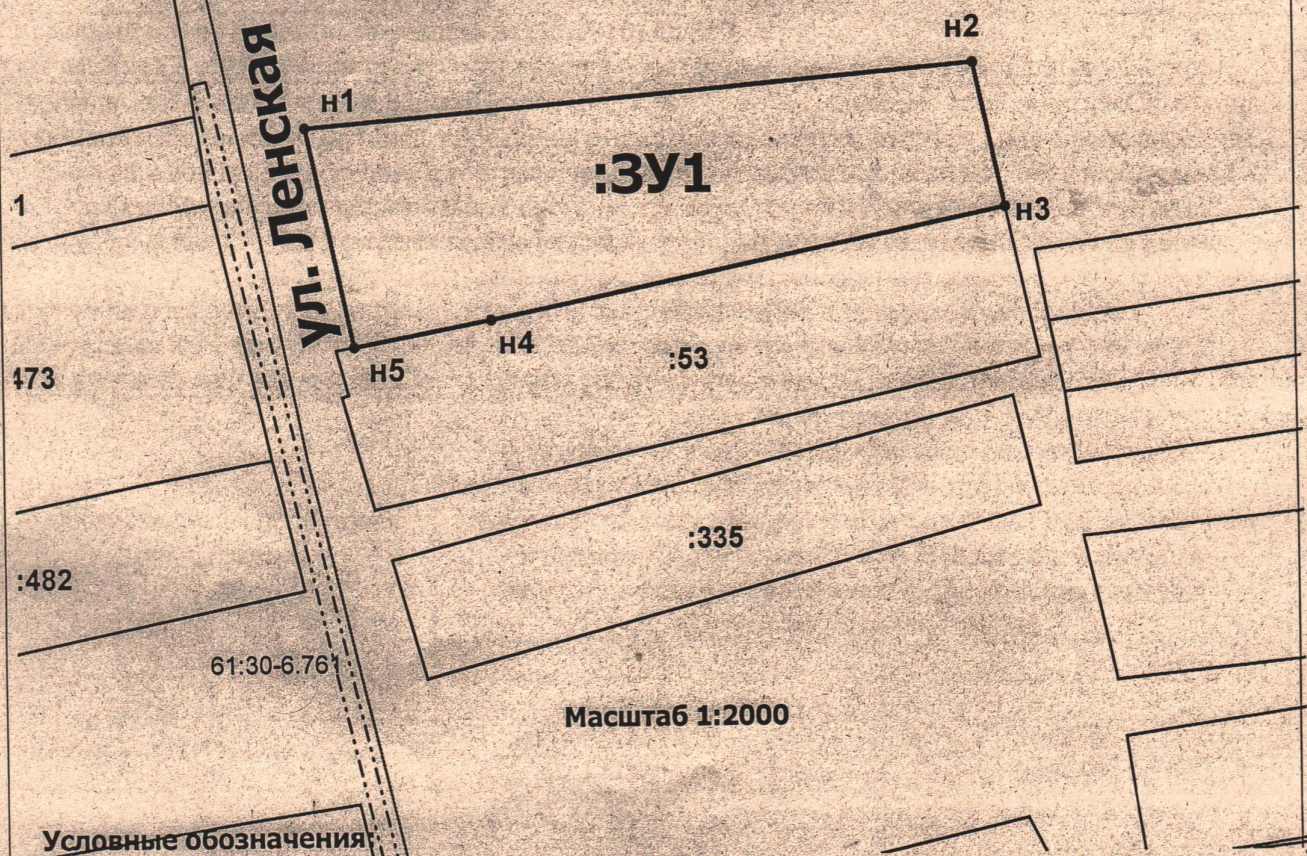 н2
ул. Ленская
н1
:ЗУ1
1
н3
н4
:53
н5
473
:335
:482
61:30-6.761
Масштаб 1:2000
Условные обозначения: